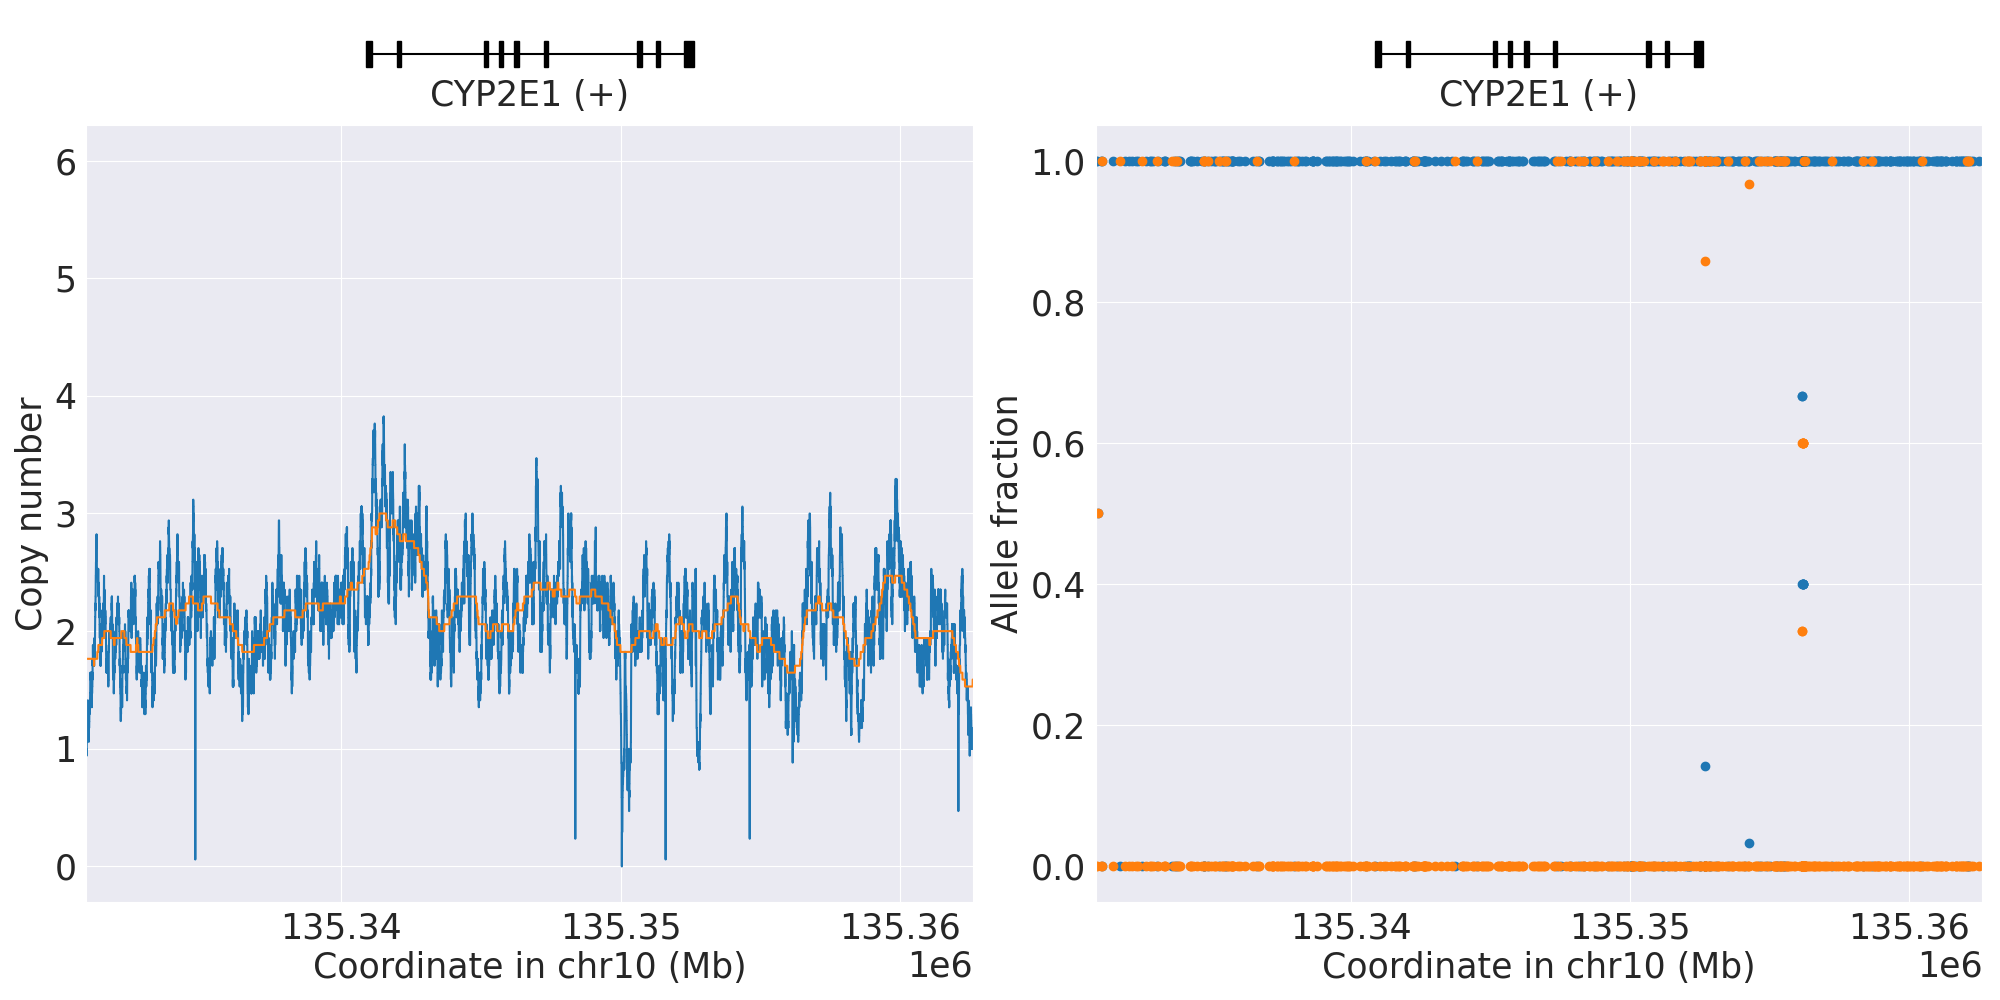 CYP2E1 (+)
6
5
4
3
2
1
0
Copy number
135.34
135.35
135.36
Coordinate in chr10 (Mb)
1e6
CYP2E1 (+)
1.0
0.8
0.6
0.4
0.2
0.0
Allele fraction
135.34
135.35
135.36
Coordinate in chr10 (Mb)
1e6